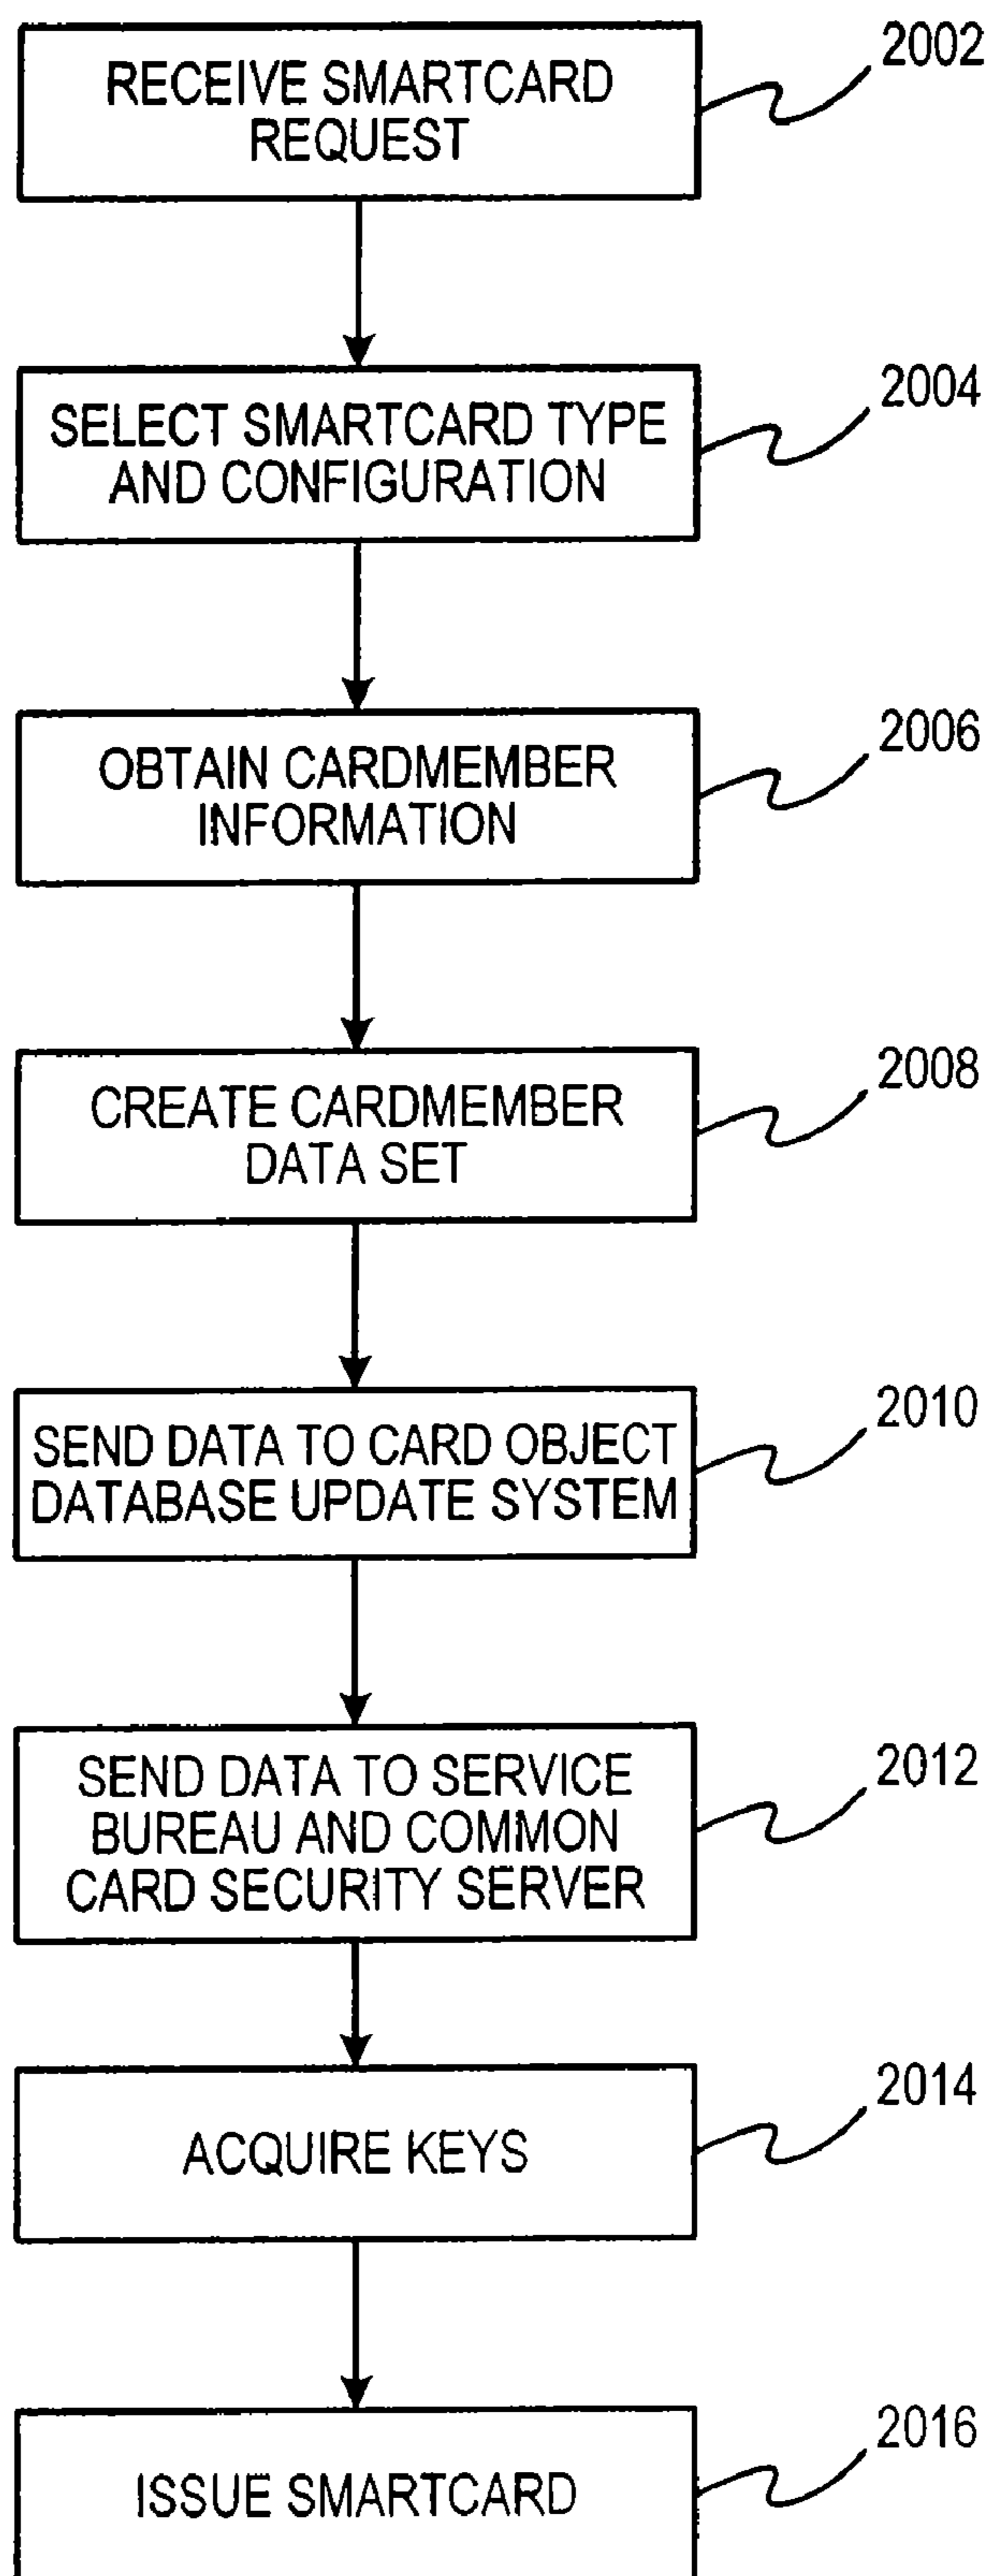 RECEIVE SMARTCARD
REQUEST
2002
SELECT SMARTCARD TYPE
AND CONFIGURATION
2004
OBTAIN CARDMEMBER
INFORMATION
2006
CREATE CARDMEMBER
DATA SET
2008
SEND DATA TO CARD OBJECT
DATABASE UPDATE SYSTEM
2010
SEND DATA TO SERVICE
BUREAU AND COMMON
CARD SECURITY SERVER
2012
ACQUIRE KEYS
2014
ISSUE SMARTCARD
2016